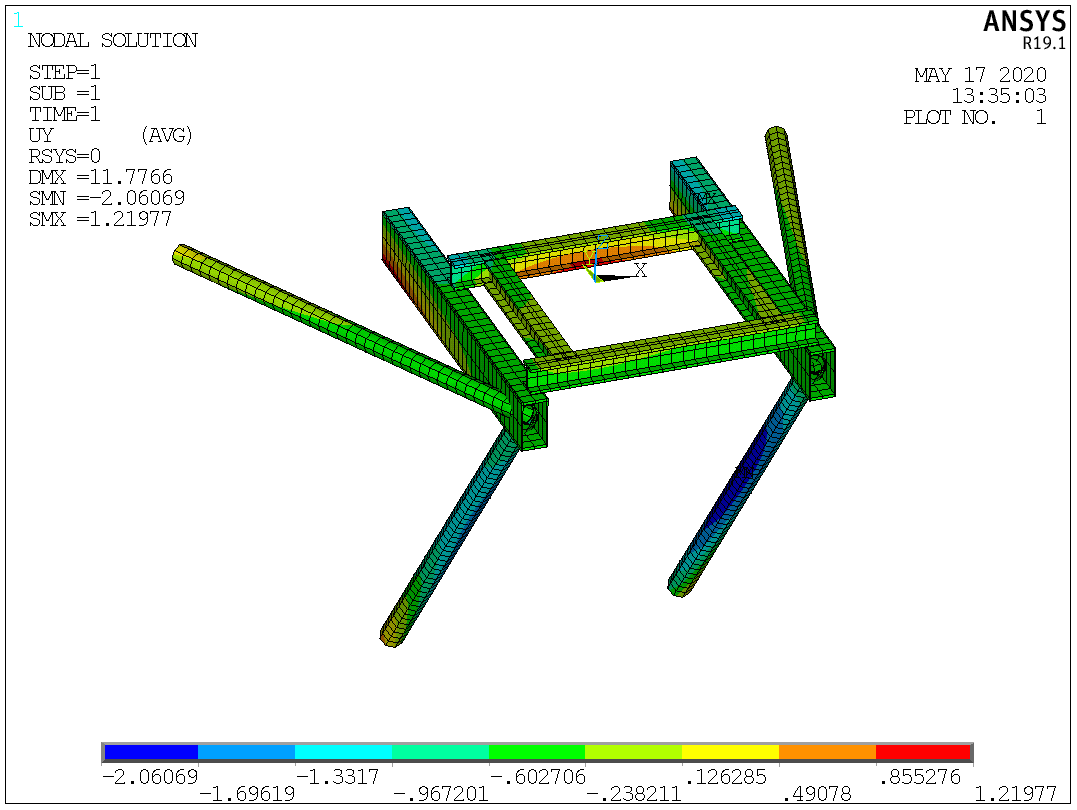 1
NODAL SOLUTION
STEP=1
SUB =1
TIME=1
UY (AVG)
RSYS=0
DMX =11.7766
SMN =-2.06069
SMX =1.21977
ANSYS
R19.1
MAY 17 2020
13:35:03
PLOT NO. 1
X
-2.06069 -1.3317 -.602706 .126285 .855276
-1.69619 -.967201 -.238211 .49078 1.21977